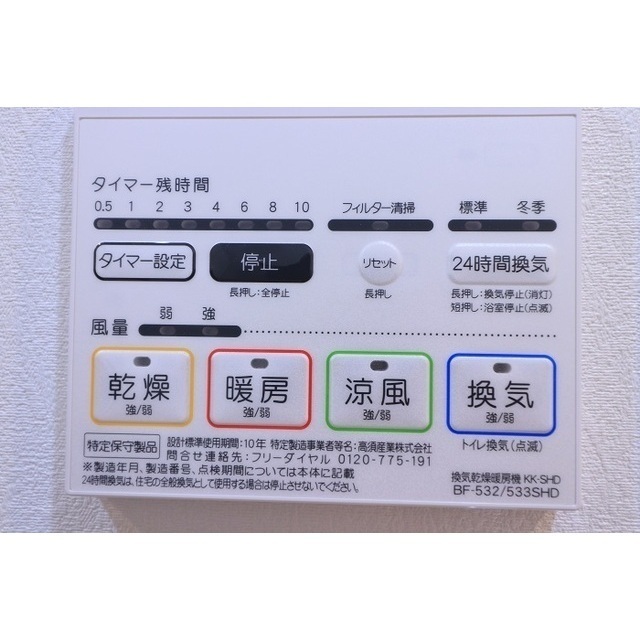 タイマー残時間
0.5 1 2 3 4 6 8 10 フィルター清掃 標準 冬季
タイマー設定 停止 リセット 24時間換気
長押し:全停止 長押し 長押し:換気停止(消灯)
短押し:浴室停止(点滅)
弱 強
風量
乾燥 暖房 涼風 換気
強/弱 強/弱 強/弱 強/弱
トイレ換気(点滅)
特定保守製品 設計標準使用期間:10年 特定製造事業者等名:高須産業株式会社
問合せ連絡先:フリーダイヤル 0120-775-191
※製造年月、製造番号、点検期間については本体に記載
24時間換気は、住宅の全般換気として使用する場合は停止させないでください。
換気乾燥暖房機 KK-SHD
BF-532/533SHD